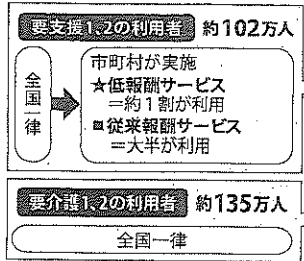 要支援1、2の利用者 約102万人
全国一律
市町村が実施
★低報酬サービス
=約1割が利用
■従来報酬サービス
=大半が利用
要介護1、2の利用者 約135万人
全国一律